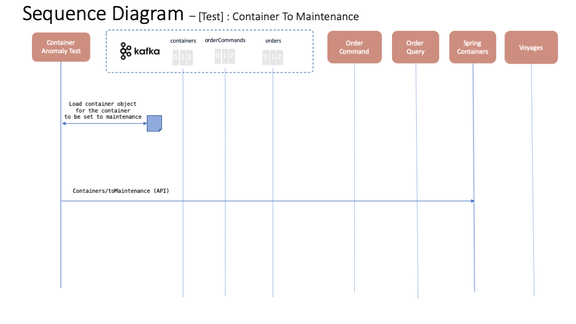 Sequence Diagram – [Test] : Container To Maintenance
Container
Anomaly Test
kafka
containers
orderCommands
orders
Order
Command
Order
Query
Spring
Containers
Voyages
Load container object
for the container
to be set to maintenance
Containers/toMaintenance (API)